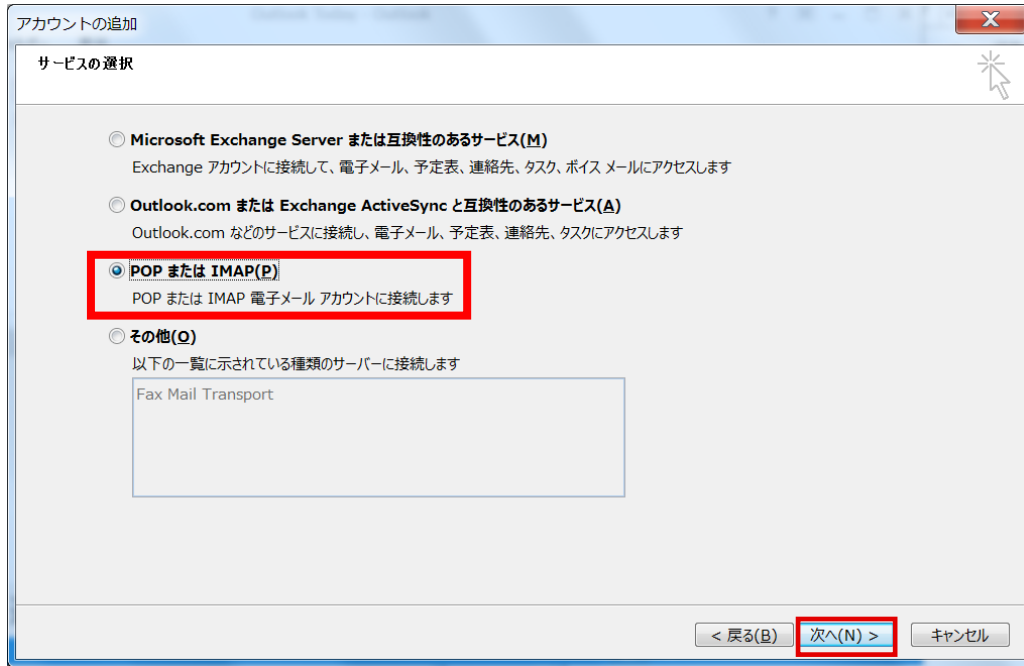 アカウントの追加
サービスの選択
Microsoft Exchange Server または互換性のあるサービス(M)
Exchange アカウントに接続して、電子メール、予定表、連絡先、タスク、ボイス メールにアクセスします
Outlook.com または Exchange ActiveSync と互換性のあるサービス(A)
Outlook.com などのサービスに接続し、電子メール、予定表、連絡先、タスクにアクセスします
POP または IMAP(P)
POP または IMAP 電子メール アカウントに接続します
その他(O)
以下の一覧に示されている種類のサーバーに接続します
Fax Mail Transport
< 戻る(B) 次へ(N) > キャンセル